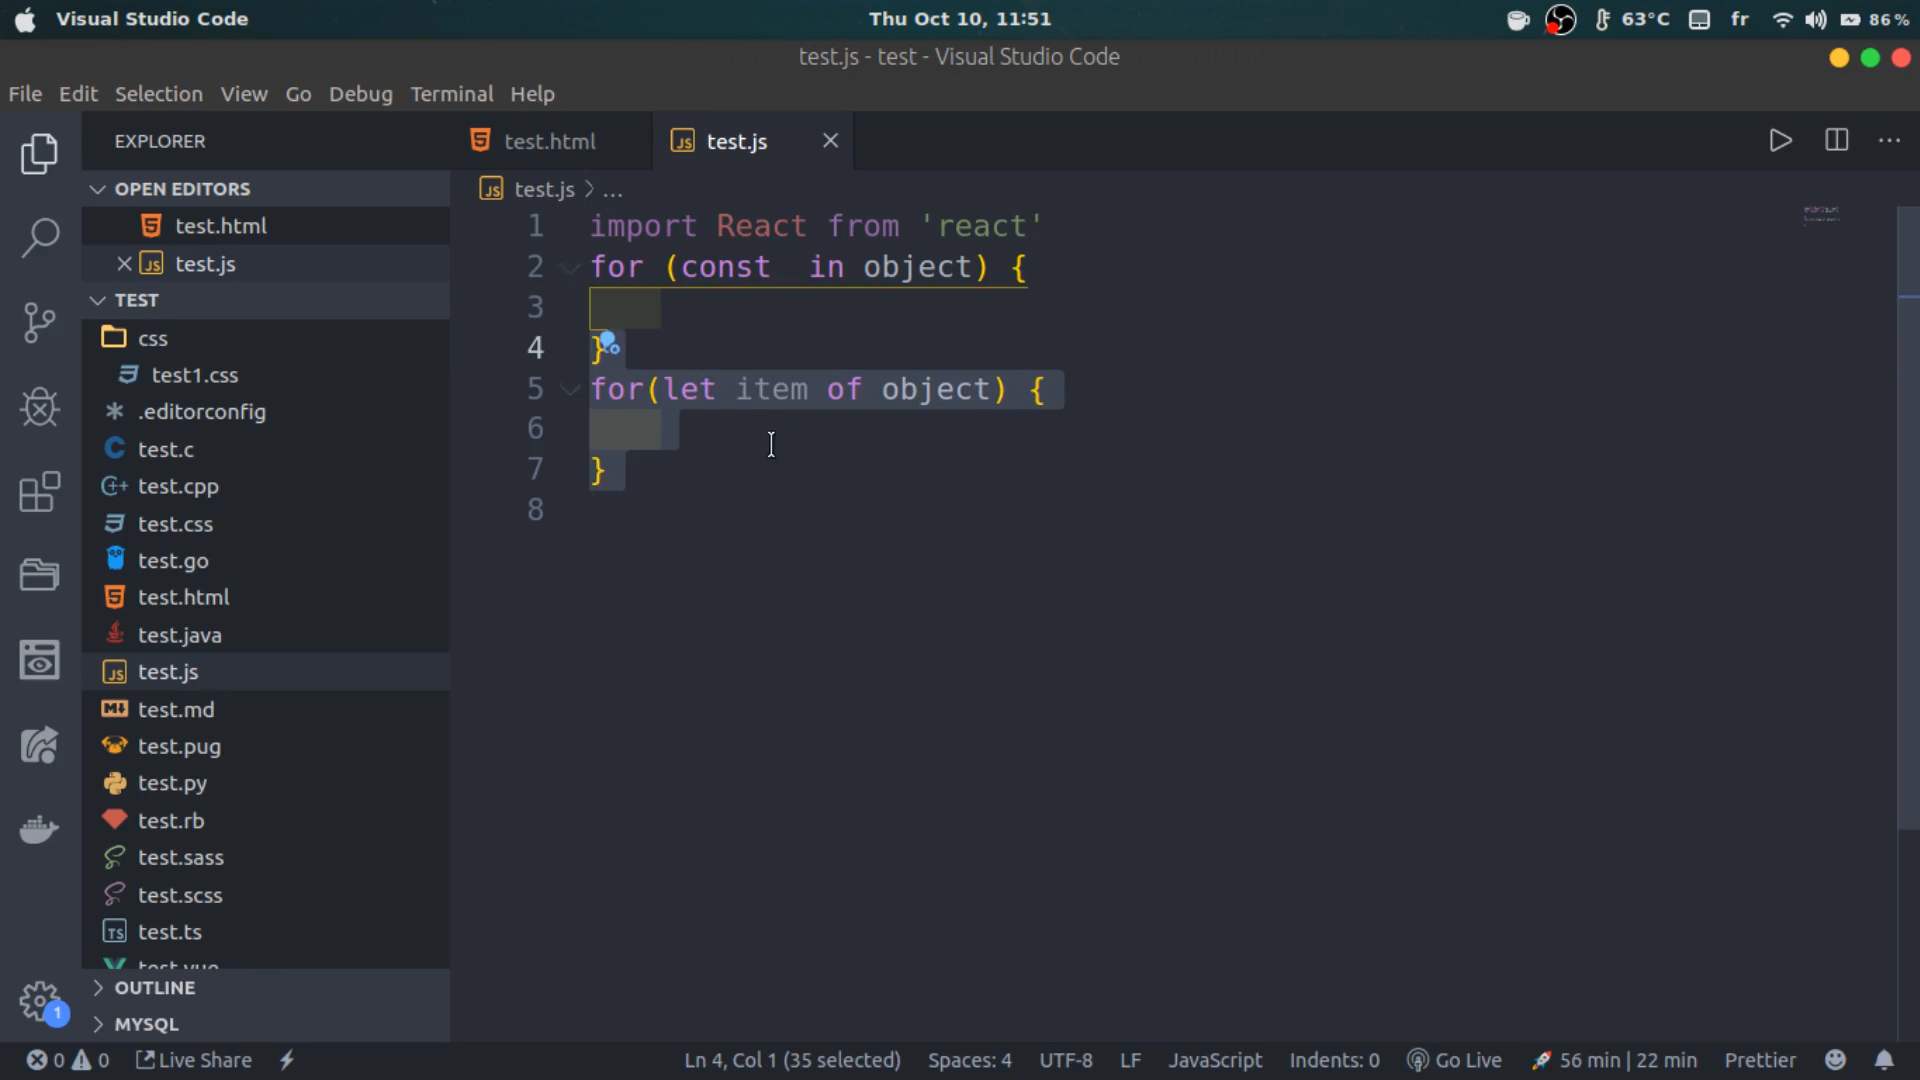 Visual Studio Code
Thu Oct 10, 11:51
63°C
fr
86%
test.js - test - Visual Studio Code
File Edit Selection View Go Debug Terminal Help
EXPLORER
OPEN EDITORS
test.html
test.js
TEST
css
test1.css
.editorconfig
test.c
test.cpp
test.css
test.go
test.html
test.java
test.js
test.md
test.pug
test.py
test.rb
test.sass
test.scss
test.ts
test.vue
OUTLINE
MYSQL
test.html
test.js
test.js > ...
1 import React from 'react'
2 for (const  in object) {
3
4 }
5 for(let item of object) {
6
7 }
8
0 0 Live Share
Ln 4, Col 1 (35 selected) Spaces: 4 UTF-8 LF JavaScript Indents: 0 Go Live 56 min | 22 min Prettier
1